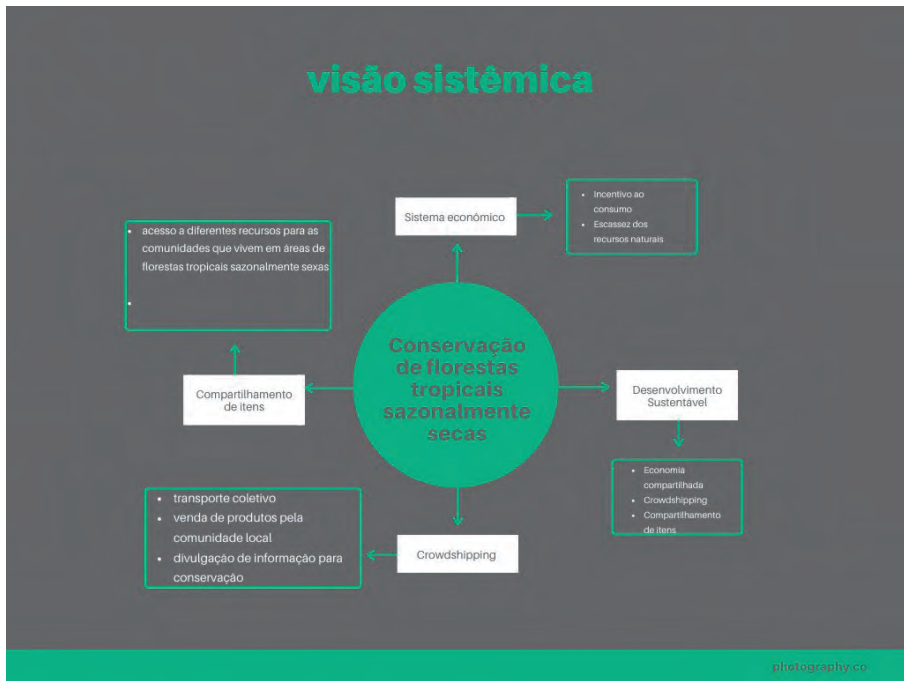 visão sistêmica
Sistema económico
• Incentivo ao
consumo
• Escassez dos
recursos naturais
• acesso a diferentes recursos para as
comunidades que vivem em áreas de
florestas tropicais sazonalmente sexas
•
Conservação
de florestas
tropicais
sazonalmente
secas
Compartilhamento
de itens
Desenvolvimento
Sustentável
• Economia
compartilhada
• Crowdshipping
• Compartilhamento
de itens
• transporte coletivo
• venda de produtos pela
comunidade local
• divulgação de informação para
conservação
Crowdshipping
photography.co